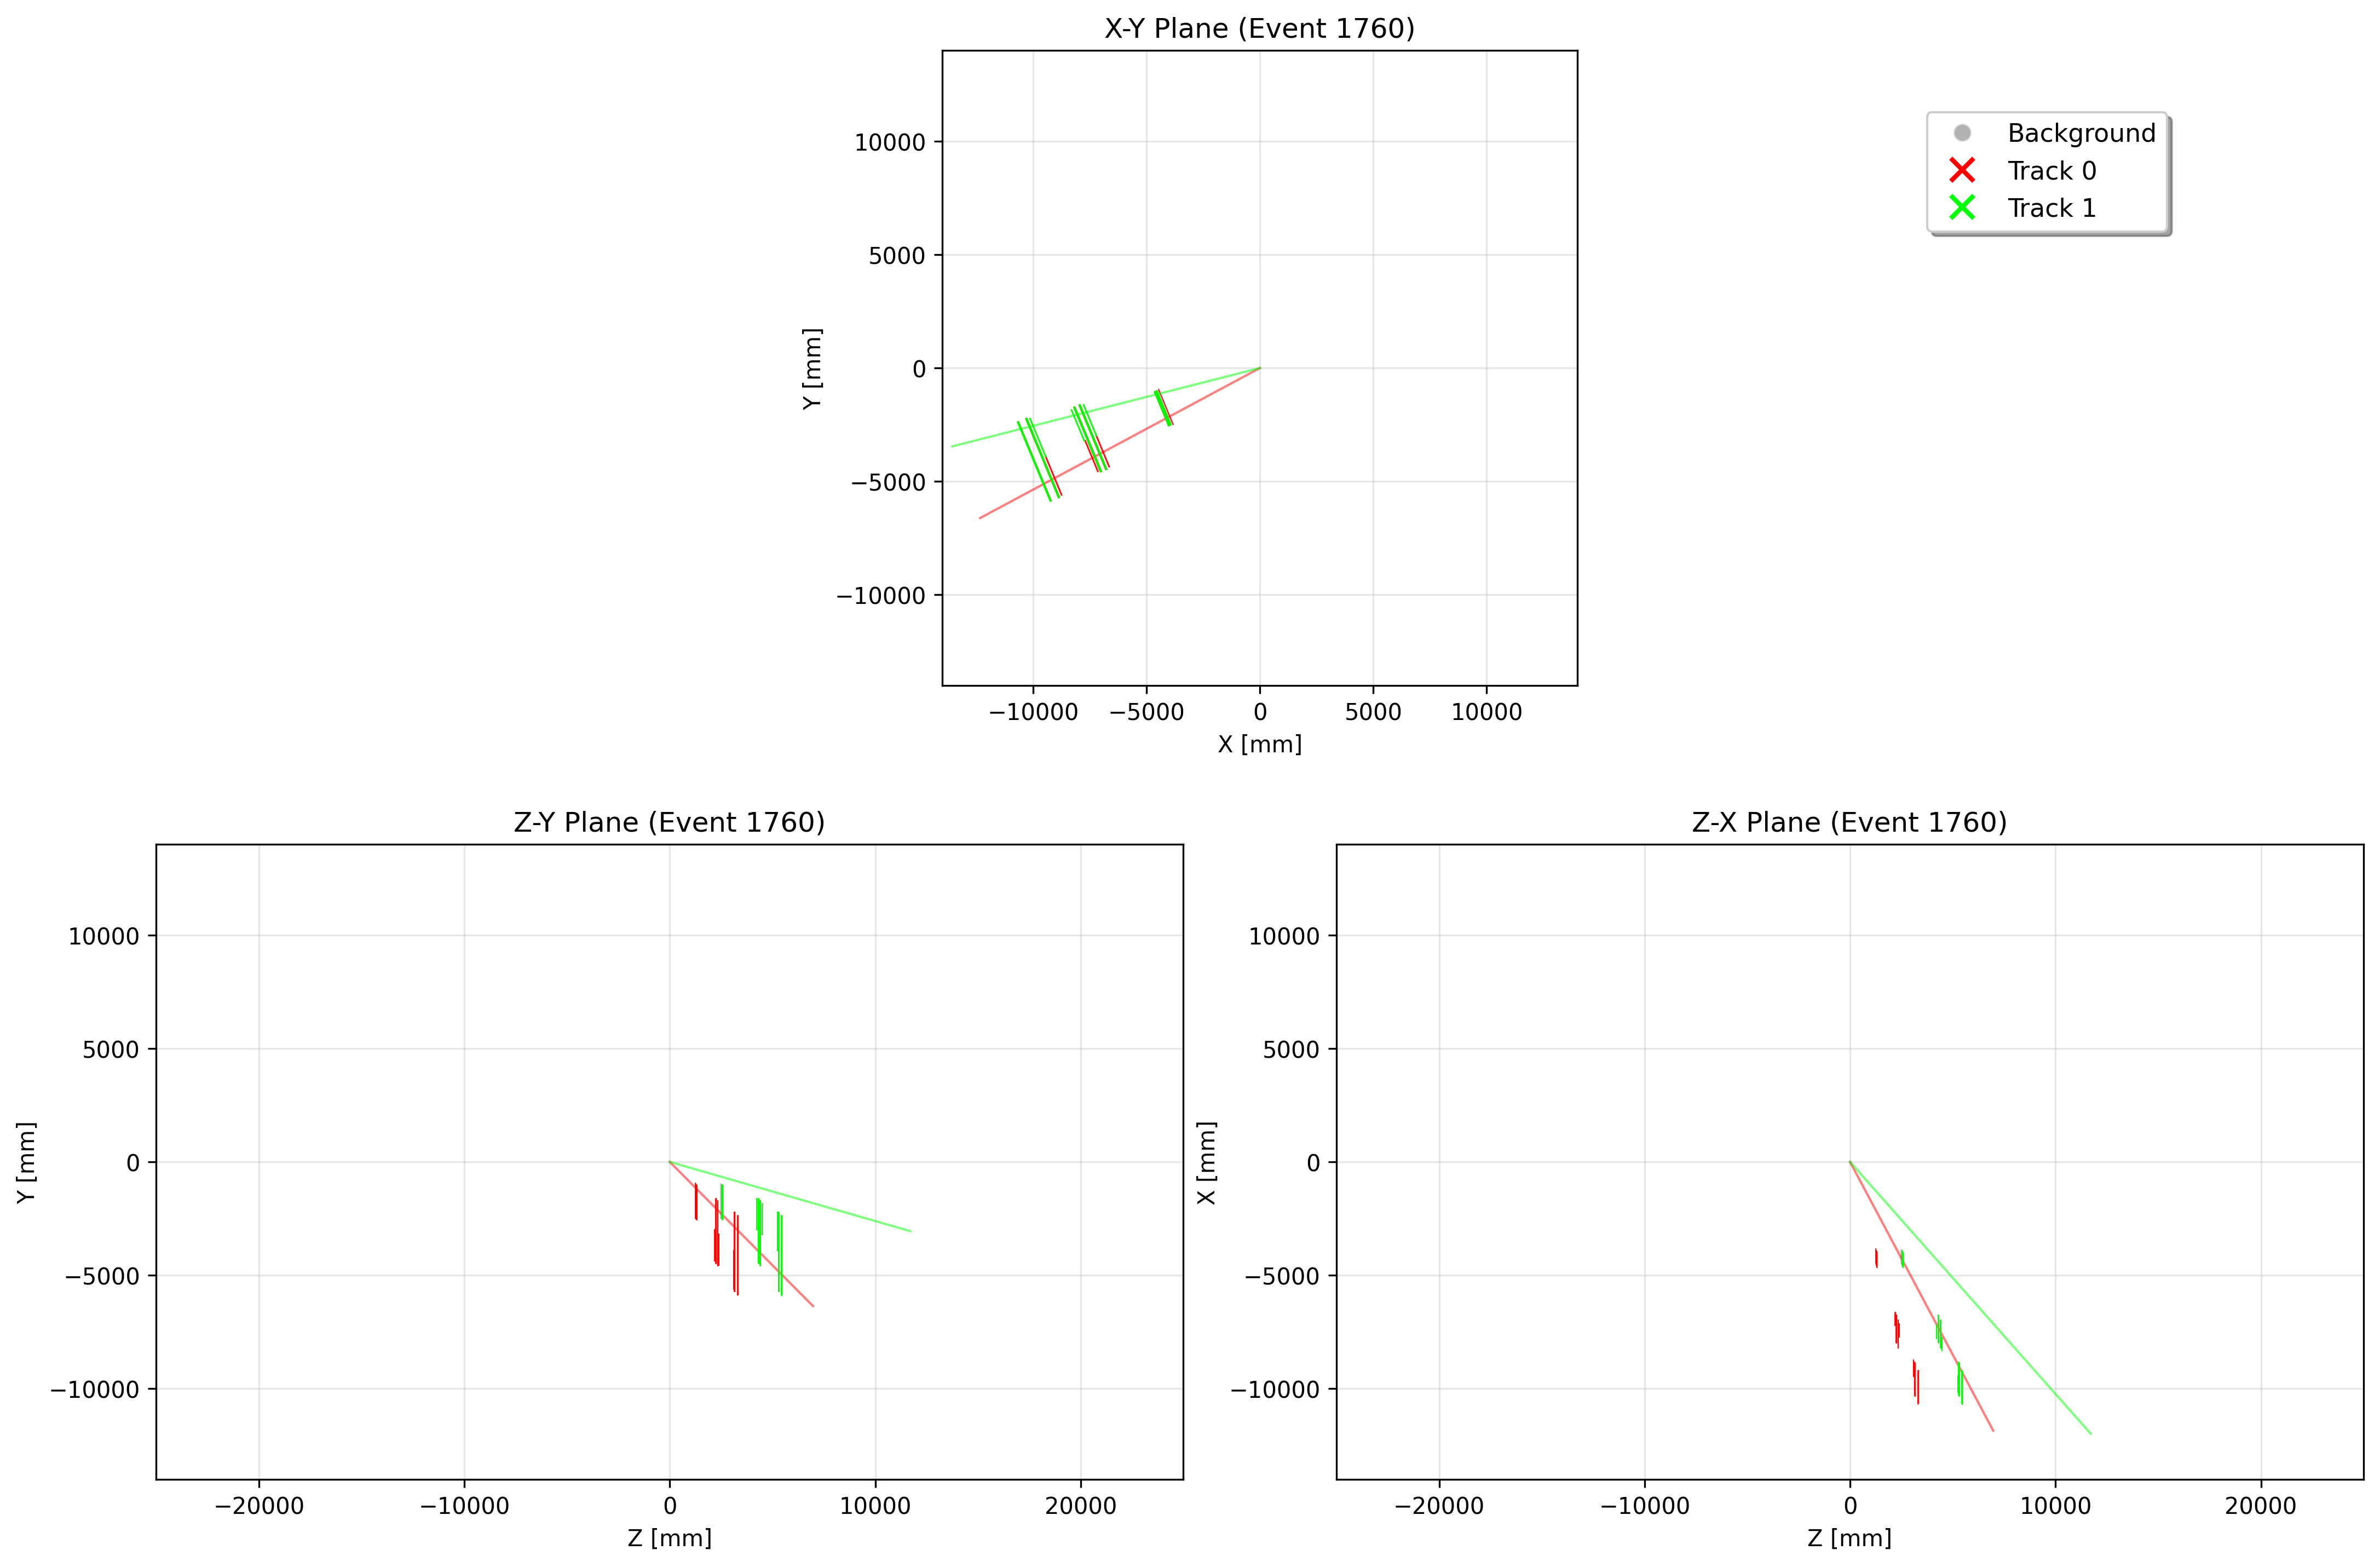 X-Y Plane (Event 1760)
Y [mm]
10000
5000
0
−5000
−10000
−10000 −5000 0 5000 10000
X [mm]
Background
Track 0
Track 1
Z-Y Plane (Event 1760)
Y [mm]
10000
5000
0
−5000
−10000
−20000 −10000 0 10000 20000
Z [mm]
Z-X Plane (Event 1760)
X [mm]
10000
5000
0
−5000
−10000
−20000 −10000 0 10000 20000
Z [mm]